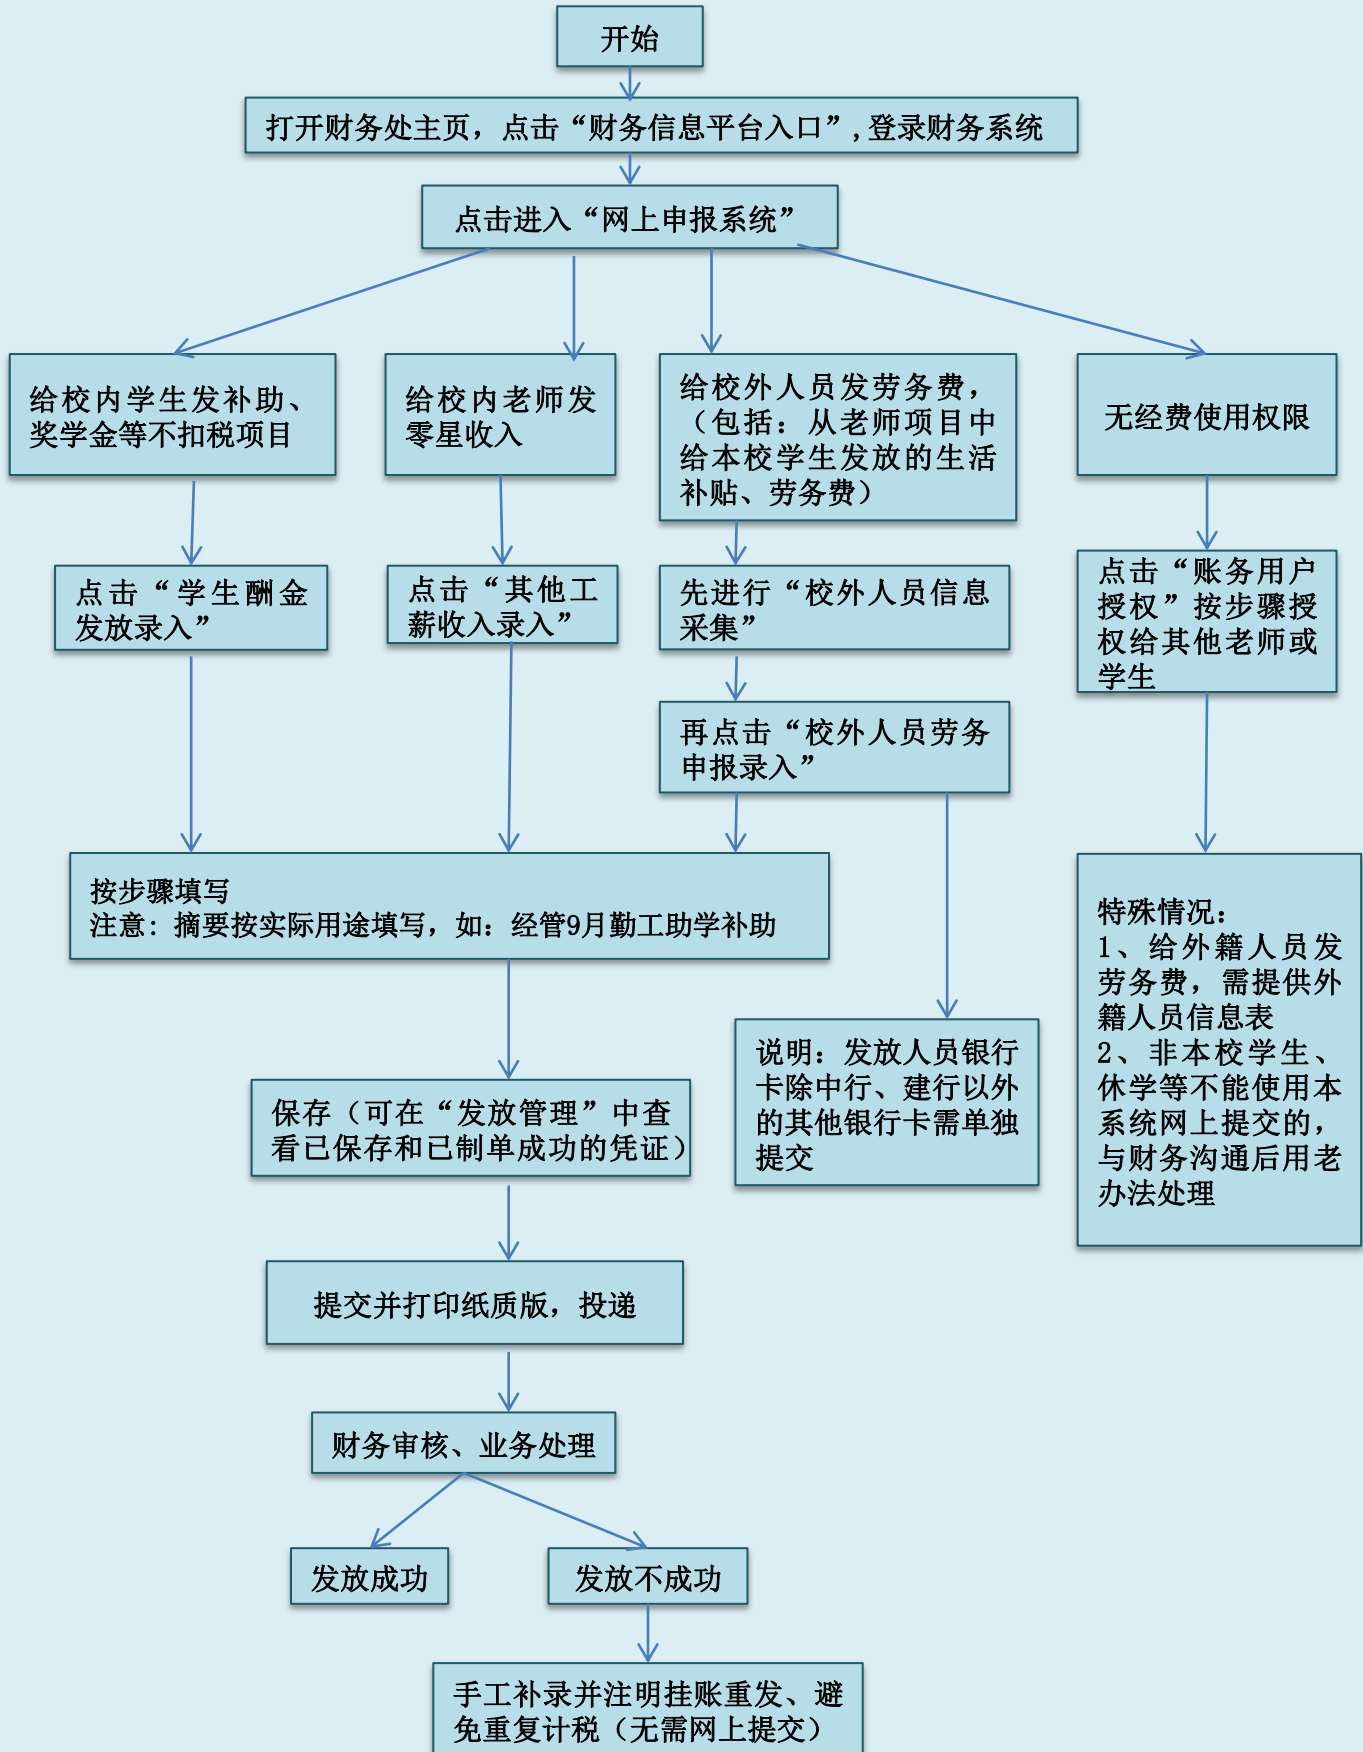 开始
打开财务处主页，点击“财务信息平台入口”,登录财务系统
点击进入“网上申报系统”
给校内学生发补助、
奖学金等不扣税项目
给校内老师发
零星收入
给校外人员发劳务费，
（包括：从老师项目中
给本校学生发放的生活
补贴、劳务费）
无经费使用权限
点击“学生酬金
发放录入”
点击“其他工
薪收入录入”
先进行“校外人员信息
采集”
点击“账务用户
授权”按步骤授
权给其他老师或
学生
再点击“校外人员劳务
申报录入”
按步骤填写
注意：摘要按实际用途填写，如：经管9月勤工助学补助
特殊情况：
1、给外籍人员发
劳务费，需提供外
籍人员信息表
2、非本校学生、
休学等不能使用本
系统网上提交的，
与财务沟通后用老
办法处理
说明：发放人员银行
卡除中行、建行以外
的其他银行卡需单独
提交
保存（可在“发放管理”中查
看已保存和已制单成功的凭证）
提交并打印纸质版，投递
财务审核、业务处理
发放成功
发放不成功
手工补录并注明挂账重发、避
免重复计税（无需网上提交）